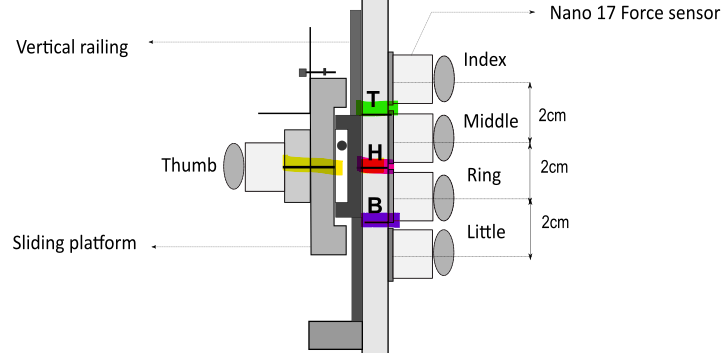 Nano 17 Force sensor
Vertical railing
Index
T
2cm
Middle
H
Thumb
2cm
Ring
B
2cm
Little
Sliding platform